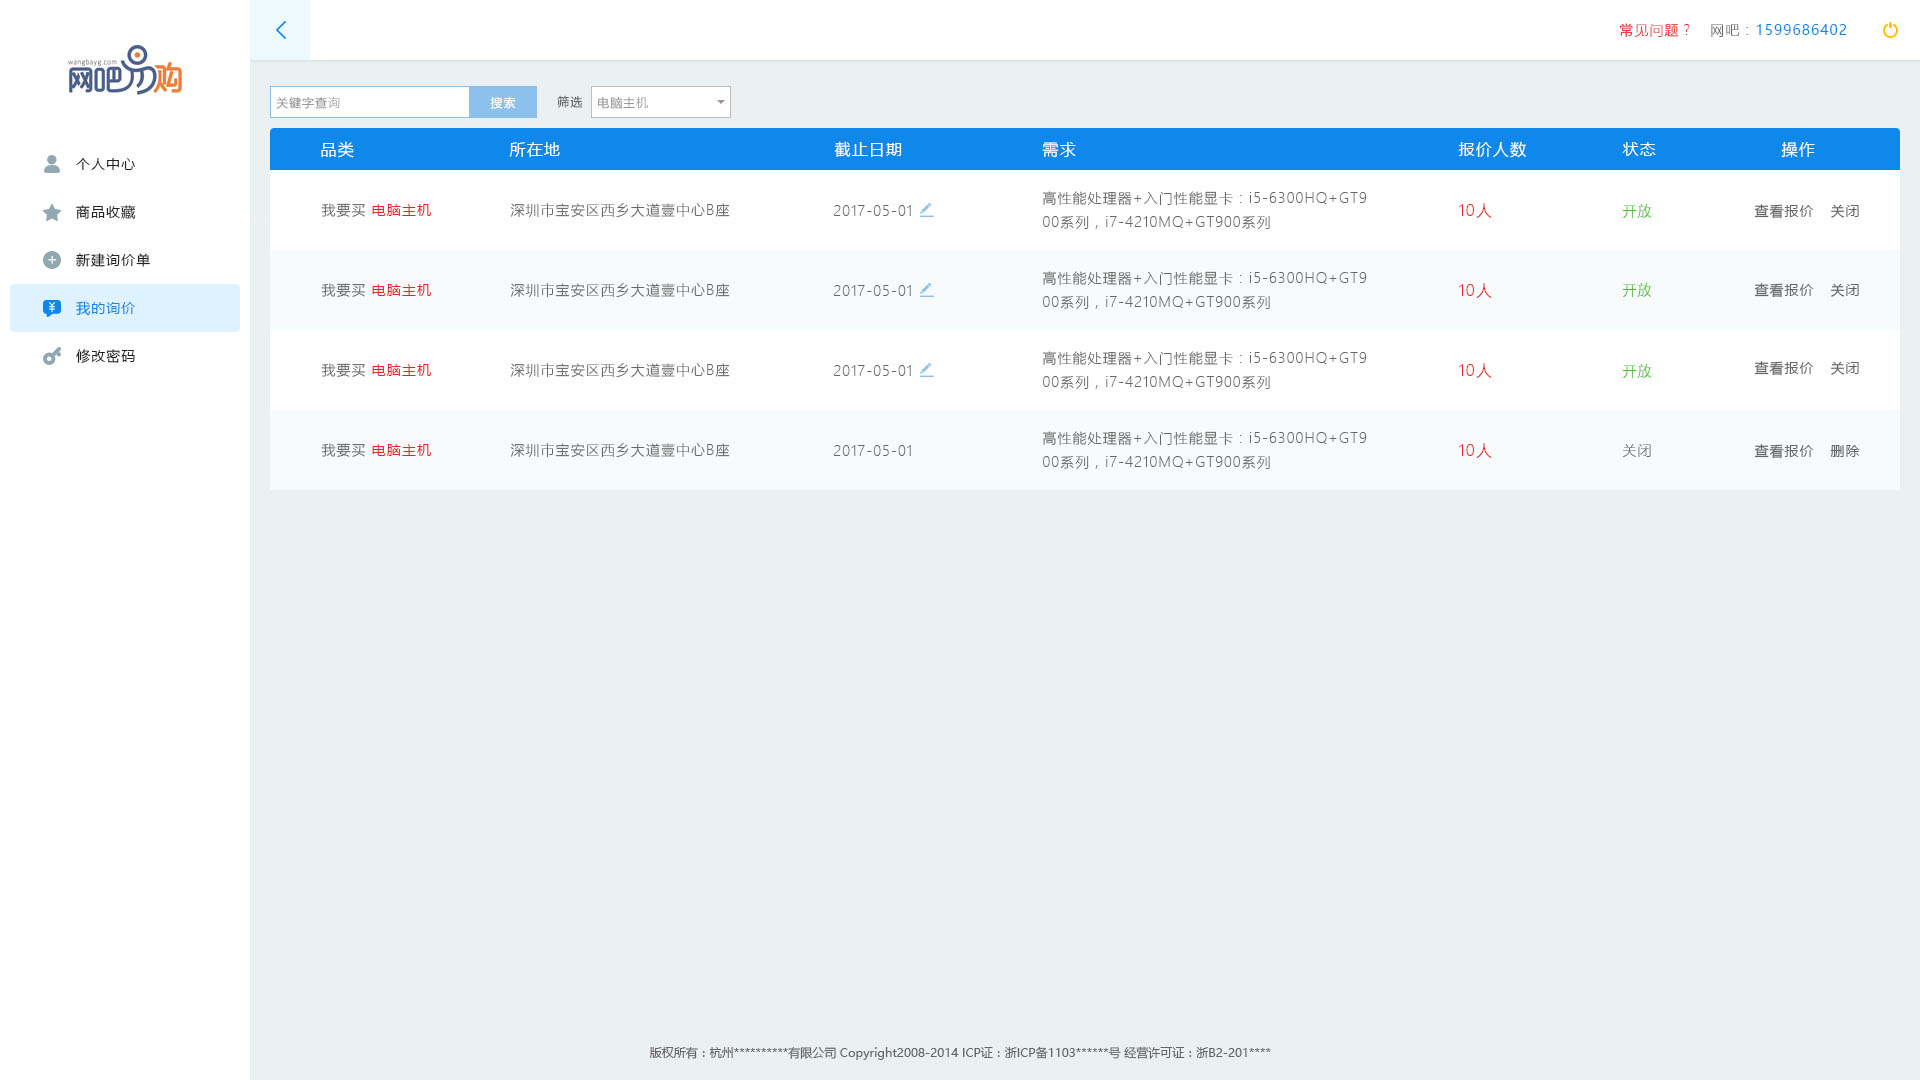 wangbayg.com
网吧易购
常见问题？ 网吧：1599686402
个人中心
商品收藏
新建询价单
我的询价
修改密码
关键字查询 搜索 筛选 电脑主机
品类 所在地 截止日期 需求 报价人数 状态 操作
我要买 电脑主机 深圳市宝安区西乡大道壹中心B座 2017-05-01 高性能处理器+入门性能显卡：i5-6300HQ+GT9 10人 开放 查看报价 关闭
00系列，i7-4210MQ+GT900系列
我要买 电脑主机 深圳市宝安区西乡大道壹中心B座 2017-05-01 高性能处理器+入门性能显卡：i5-6300HQ+GT9 10人 开放 查看报价 关闭
00系列，i7-4210MQ+GT900系列
我要买 电脑主机 深圳市宝安区西乡大道壹中心B座 2017-05-01 高性能处理器+入门性能显卡：i5-6300HQ+GT9 10人 开放 查看报价 关闭
00系列，i7-4210MQ+GT900系列
我要买 电脑主机 深圳市宝安区西乡大道壹中心B座 2017-05-01 高性能处理器+入门性能显卡：i5-6300HQ+GT9 10人 关闭 查看报价 删除
00系列，i7-4210MQ+GT900系列
版权所有：杭州**********有限公司 Copyright2008-2014 ICP证：浙ICP备1103******号 经营许可证：浙B2-201****